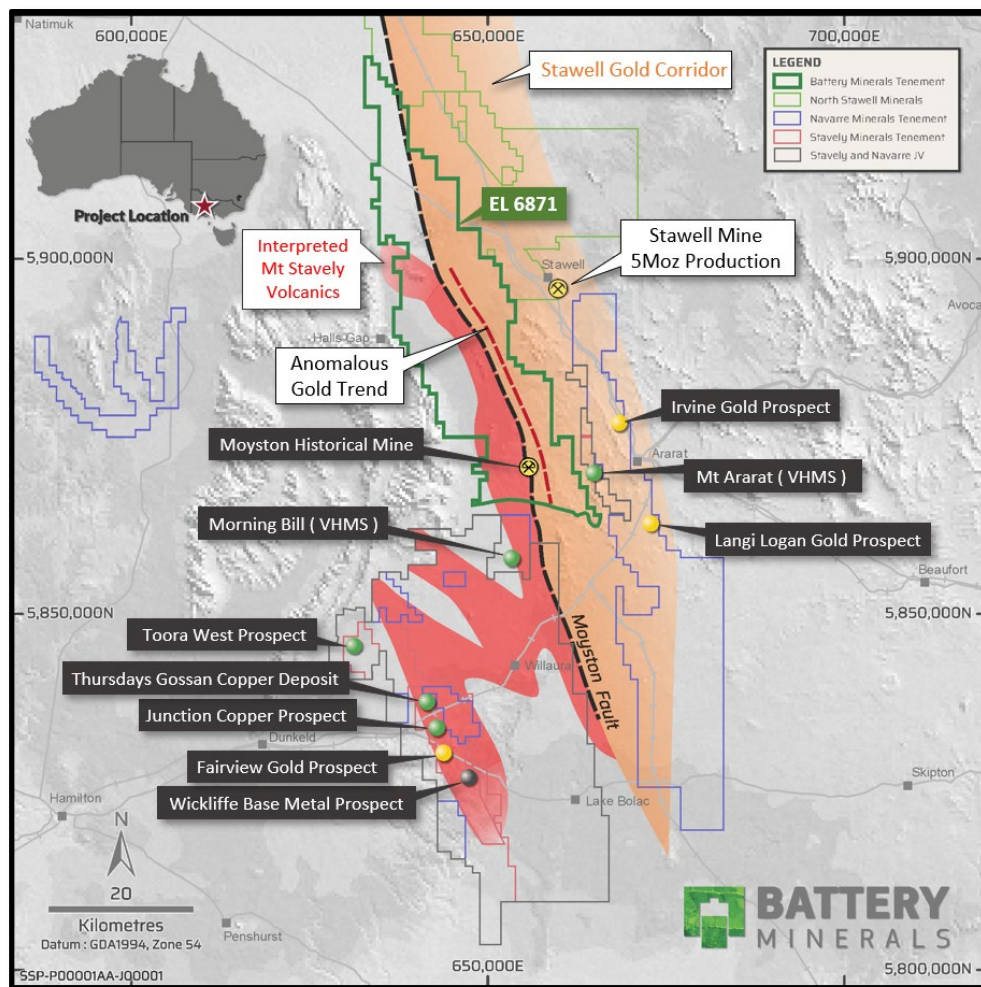 600,000E
650,000E
700,000E
Natimuk
Stawell Gold Corridor
LEGEND
Battery Minerals Tenement
North Stawell Minerals
Navarre Minerals Tenement
Stavely Minerals Tenement
Stavely and Navarre JV
Project Location
EL 6871
Interpreted
Mt Stavely
Volcanics
Stawell Mine
5Moz Production
5,900,000N
5,900,000N
Stawell
Avoca
Halls Gap
Anomalous
Gold Trend
Irvine Gold Prospect
Moyston Historical Mine
Ararat
Mt Ararat ( VHMS )
Morning Bill ( VHMS )
Langi Logan Gold Prospect
Beaufort
5,850,000N
5,850,000N
Moyston Fault
Toora West Prospect
Willaura
Thursdays Gossan Copper Deposit
Junction Copper Prospect
Dunkeld
Fairview Gold Prospect
Wickliffe Base Metal Prospect
Skipton
Hamilton
Lake Bolac
N
20
Kilometres
Datum : GDA1994, Zone 54
Penshurst
BATTERY
MINERALS
SSP-P00001AA-J00001
650,000E
5,800,000N